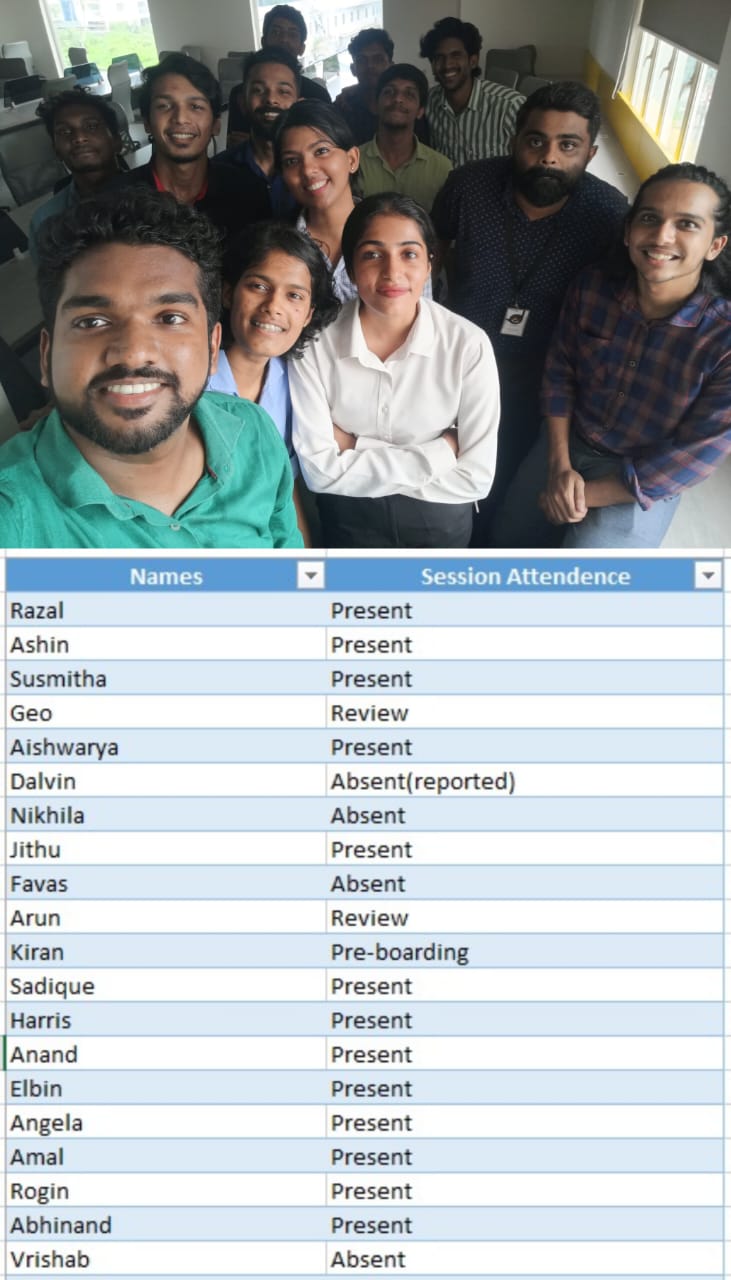 Names Session Attendence
Razal Present
Ashin Present
Susmitha Present
Geo Review
Aishwarya Present
Dalvin Absent(reported)
Nikhila Absent
Jithu Present
Favas Absent
Arun Review
Kiran Pre-boarding
Sadique Present
Harris Present
Anand Present
Elbin Present
Angela Present
Amal Present
Rogin Present
Abhinand Present
Vrishab Absent